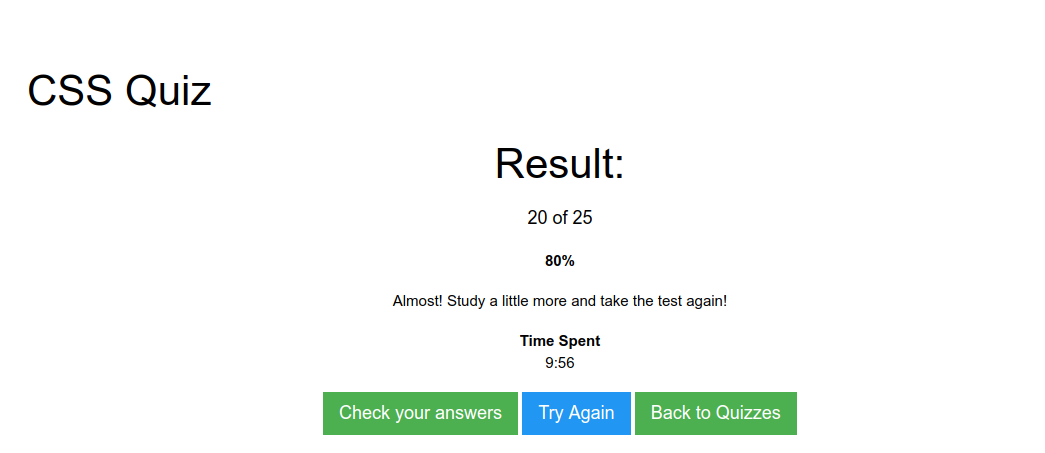 CSS Quiz
Result:
20 of 25
80%
Almost! Study a little more and take the test again!
Time Spent
9:56
Check your answers Try Again Back to Quizzes